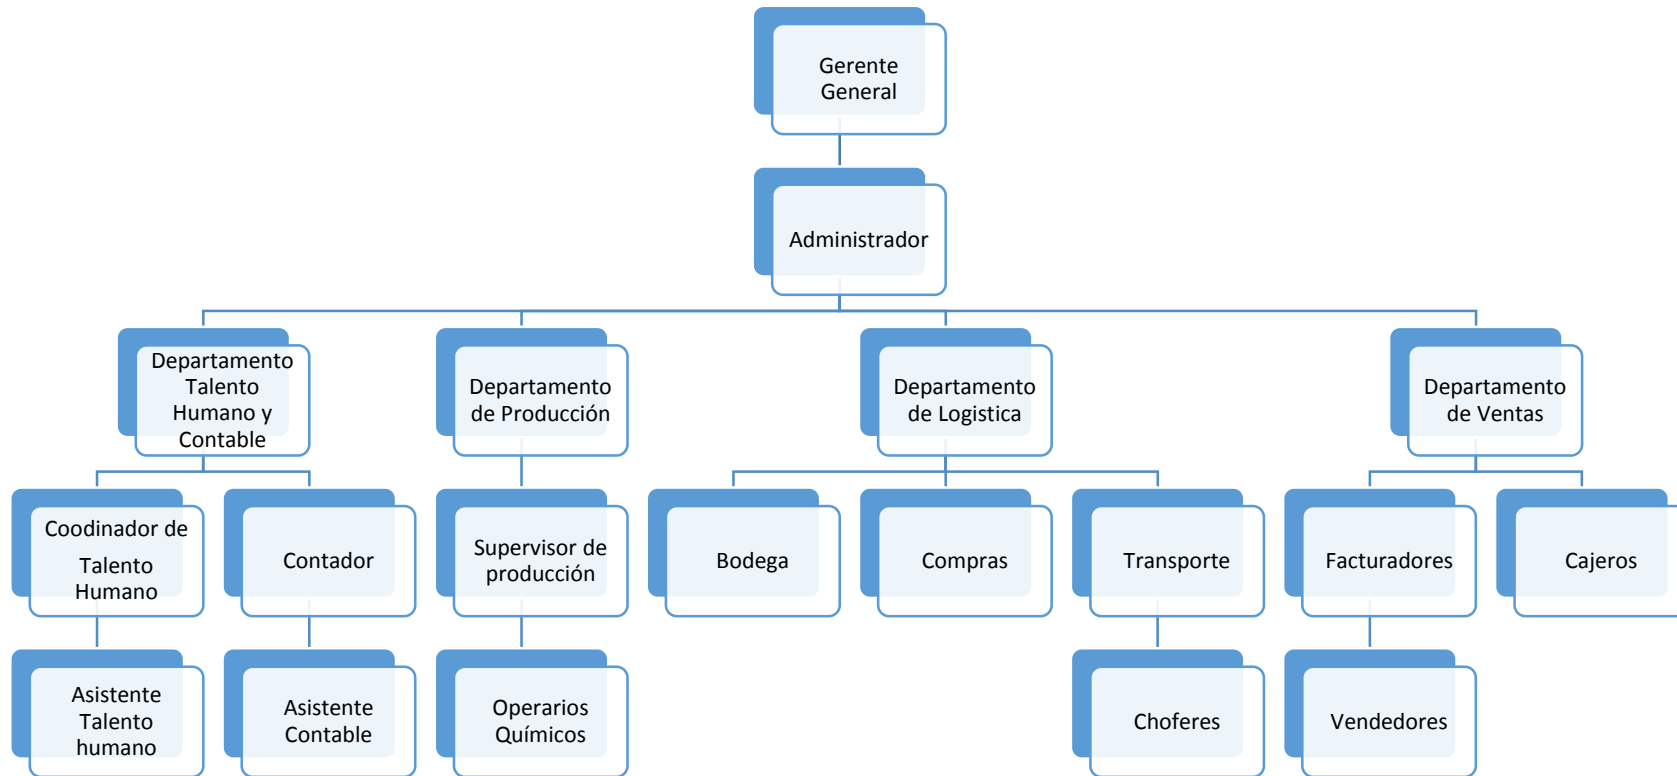 Gerente
General
Administrador
Departamento
Talento
Humano y
Contable
Departamento
de Producción
Departamento
de Logistica
Departamento
de Ventas
Coodinador de
Talento
Humano
Contador
Supervisor de
producción
Bodega
Compras
Transporte
Facturadores
Cajeros
Asistente
Talento
humano
Asistente
Contable
Operarios
Químicos
Choferes
Vendedores